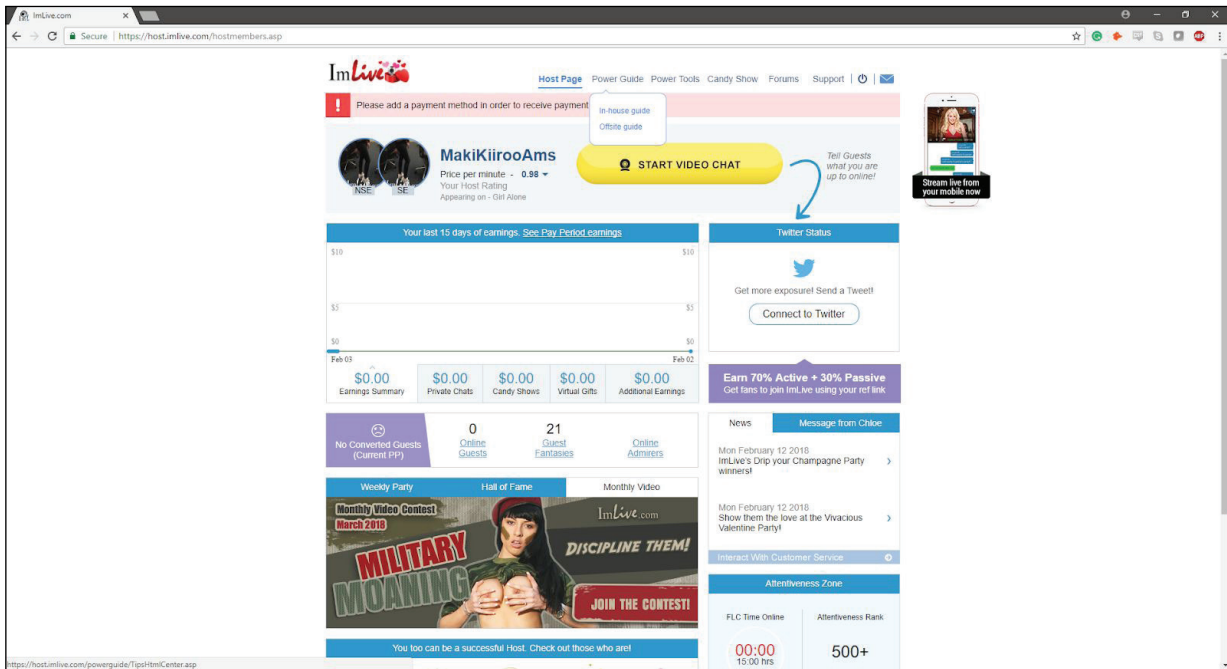 ImLive.com
Secure | https://host.imlive.com/hostmembers.asp
ImLive
Host Page Power Guide Power Tools Candy Show Forums Support
Please add a payment method in order to receive payment
In-house guide
Offsite guide
NSE
SE
MakiKiirooAms
Price per minute - 0.98
Your Host Rating
Appearing on - Girl Alone
START VIDEO CHAT
Tell Guests
what you are
up to online!
Stream live from
your mobile now
Your last 15 days of earnings. See Pay Period earnings
$10 $10
$5 $5
$0 $0
Feb 03 Feb 02
$0.00 $0.00 $0.00 $0.00 $0.00
Earnings Summary Private Chats Candy Shows Virtual Gifts Additional Earnings
Twitter Status
Get more exposure! Send a Tweet!
Connect to Twitter
Earn 70% Active + 30% Passive
Get fans to join ImLive using your ref link
No Converted Guests
(Current PP)
0
Online
Guests
21
Guest
Fantasies
Online
Admirers
News Message from Chloe
Mon February 12 2018
ImLive's Drip your Champagne Party
winners!
Mon February 12 2018
Show them the love at the Vivacious
Valentine Party!
Interact With Customer Service
Weekly Party Hall of Fame Monthly Video
Monthly Video Contest
March 2018
MILITARY
MOANING
ImLive.com
DISCIPLINE THEM!
JOIN THE CONTEST!
Attentiveness Zone
FLC Time Online Attentiveness Rank
00:00
15:00 hrs
500+
You too can be a successful Host. Check out those who are!
https://host.imlive.com/powerguide/TipsHtmlCenter.asp